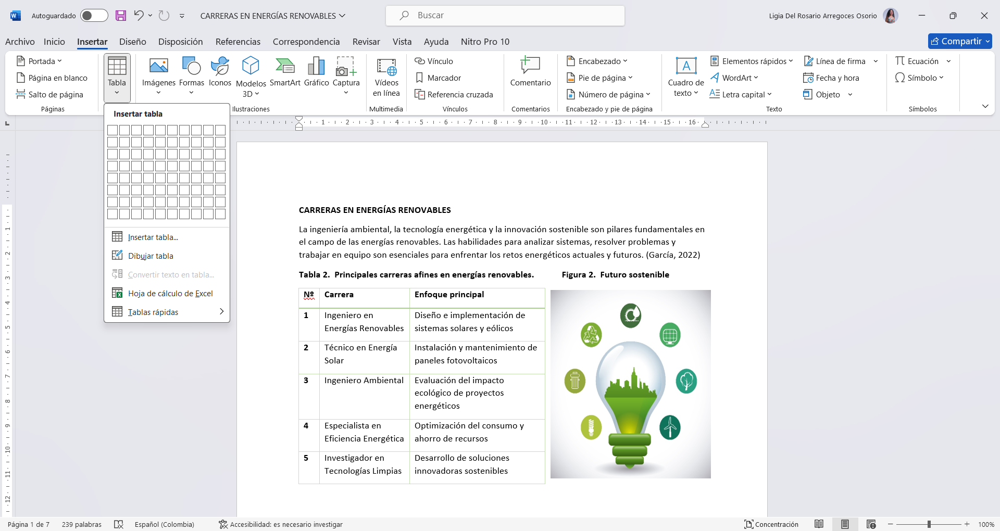 Autoguardado
CARRERAS EN ENERGÍAS RENOVABLES
Buscar
Ligia Del Rosario Arregoces Osorio
Archivo Inicio Insertar Diseño Disposición Referencias Correspondencia Revisar Vista Ayuda Nitro Pro 10
Compartir
Portada
Página en blanco
Salto de página
Páginas
Tabla
Imágenes
Formas
Iconos
Modelos
3D
SmartArt
Gráfico
Captura
Ilustraciones
Vídeos
en línea
Multimedia
Vínculo
Marcador
Referencia cruzada
Vínculos
Comentario
Comentarios
Encabezado
Pie de página
Número de página
Encabezado y pie de página
Cuadro de
texto
Elementos rápidos
WordArt
Letra capital
Línea de firma
Fecha y hora
Objeto
Texto
Ecuación
Símbolo
Símbolos
Insertar tabla
Insertar tabla...
Dibujar tabla
Convertir texto en tabla...
Hoja de cálculo de Excel
Tablas rápidas
1 2 3 4 5 6 7 8 9 10 11 12 13 14 15 16
1
2
3
4
5
6
7
8
9
10
11
12
CARRERAS EN ENERGÍAS RENOVABLES
La ingeniería ambiental, la tecnología energética y la innovación sostenible son pilares fundamentales en
el campo de las energías renovables. Las habilidades para analizar sistemas, resolver problemas y
trabajar en equipo son esenciales para enfrentar los retos energéticos actuales y futuros. (García, 2022)
Tabla 2. Principales carreras afines en energías renovables.
Figura 2. Futuro sostenible
Nº Carrera Enfoque principal
1 Ingeniero en Diseño e implementación de
Energías Renovables sistemas solares y eólicos
2 Técnico en Energía Instalación y mantenimiento de
Solar paneles fotovoltaicos
3 Ingeniero Ambiental Evaluación del impacto
ecológico de proyectos
energéticos
4 Especialista en Optimización del consumo y
Eficiencia Energética ahorro de recursos
5 Investigador en Desarrollo de soluciones
Tecnologías Limpias innovadoras sostenibles
Página 1 de 7 239 palabras Español (Colombia) Accesibilidad: es necesario investigar Concentración 100%